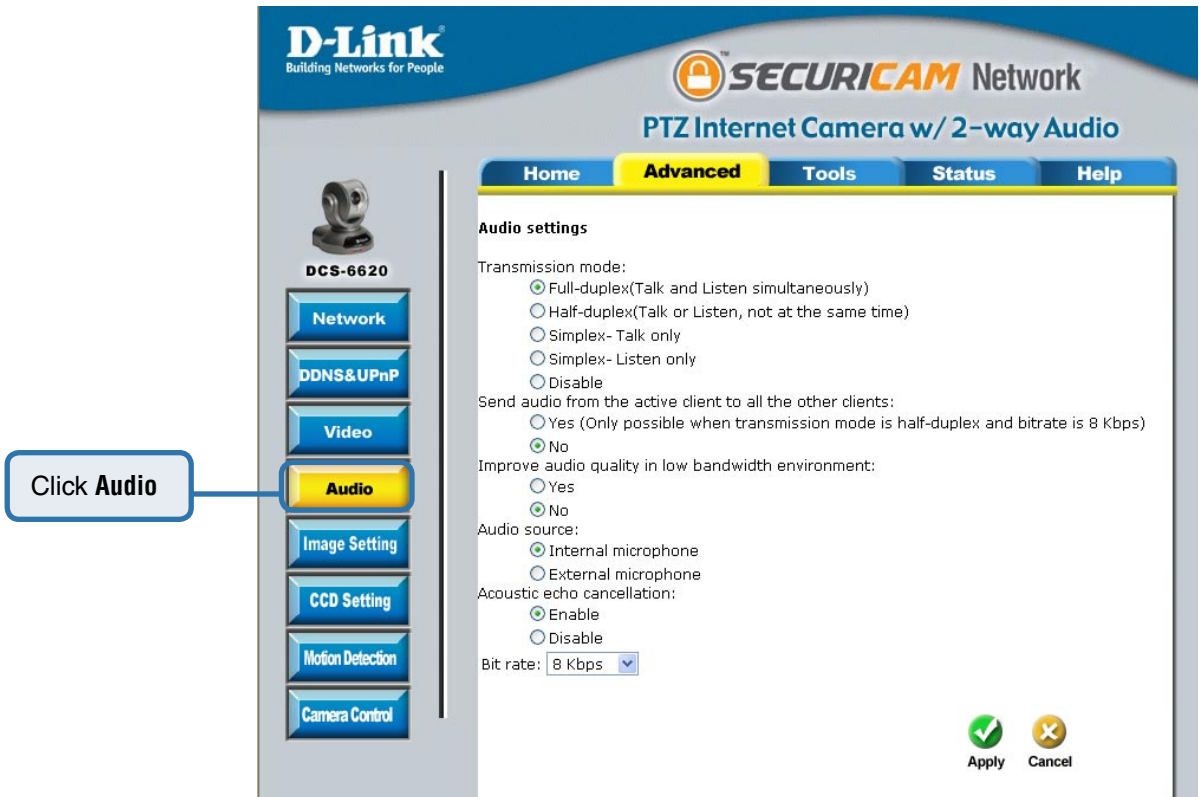 D-Link
Building Networks for People
SECURICAM Network
PTZ Internet Camera w/ 2-way Audio
Home Advanced Tools Status Help
DCS-6620
Network
DDNS&UPnP
Video
Audio
Image Setting
CCD Setting
Motion Detection
Camera Control
Click Audio
Audio settings
Transmission mode:
Full-duplex(Talk and Listen simultaneously)
Half-duplex(Talk or Listen, not at the same time)
Simplex- Talk only
Simplex- Listen only
Disable
Send audio from the active client to all the other clients:
Yes (Only possible when transmission mode is half-duplex and bitrate is 8 Kbps)
No
Improve audio quality in low bandwidth environment:
Yes
No
Audio source:
Internal microphone
External microphone
Acoustic echo cancellation:
Enable
Disable
Bit rate: 8 Kbps
Apply Cancel